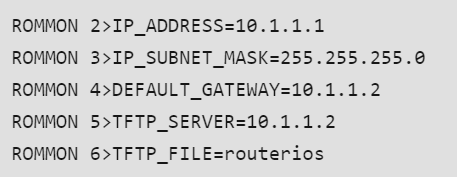 ROMMON 2>IP_ADDRESS=10.1.1.1
ROMMON 3>IP_SUBNET_MASK=255.255.255.0
ROMMON 4>DEFAULT_GATEWAY=10.1.1.2
ROMMON 5>TFTP_SERVER=10.1.1.2
ROMMON 6>TFTP_FILE=routerios